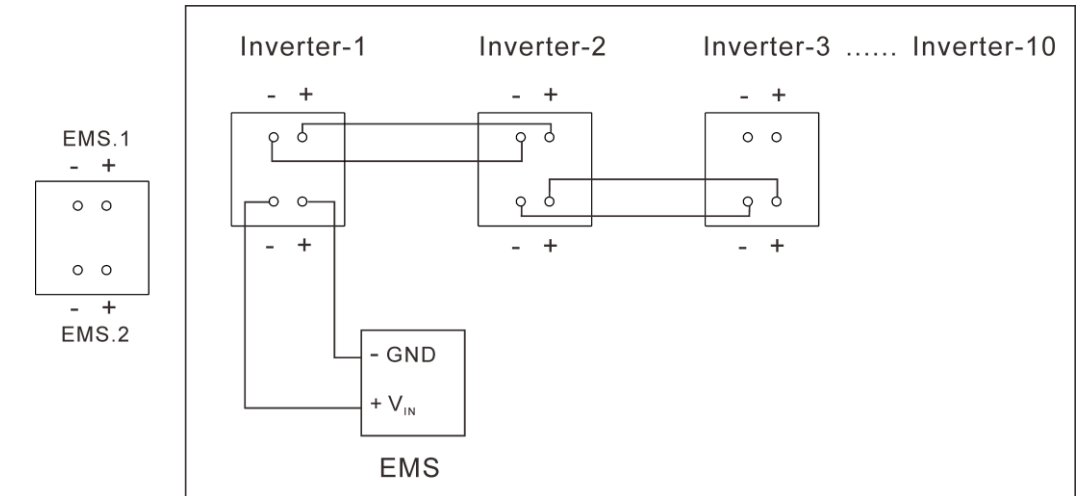 Inverter-1 Inverter-2 Inverter-3 ...... Inverter-10
- + - + - +
EMS.1
- +
- + - + - +
- +
EMS.2
- GND
+ VIN
EMS